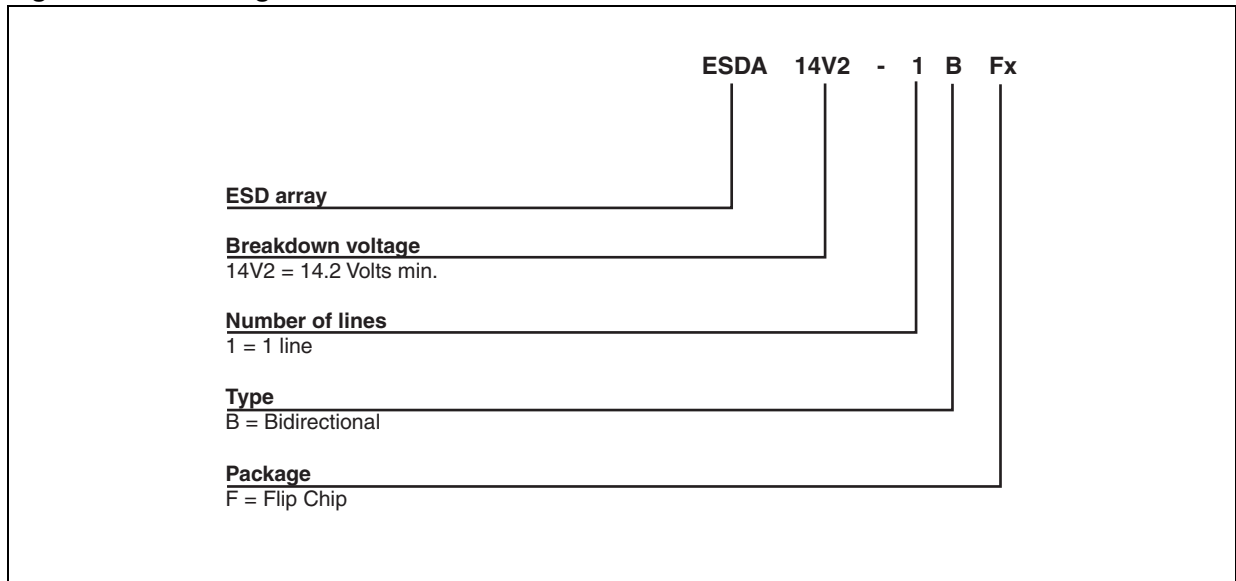 ESDA 14V2 - 1 B Fx
ESD array
Breakdown voltage
14V2 = 14.2 Volts min.
Number of lines
1 = 1 line
Type
B = Bidirectional
Package
F = Flip Chip